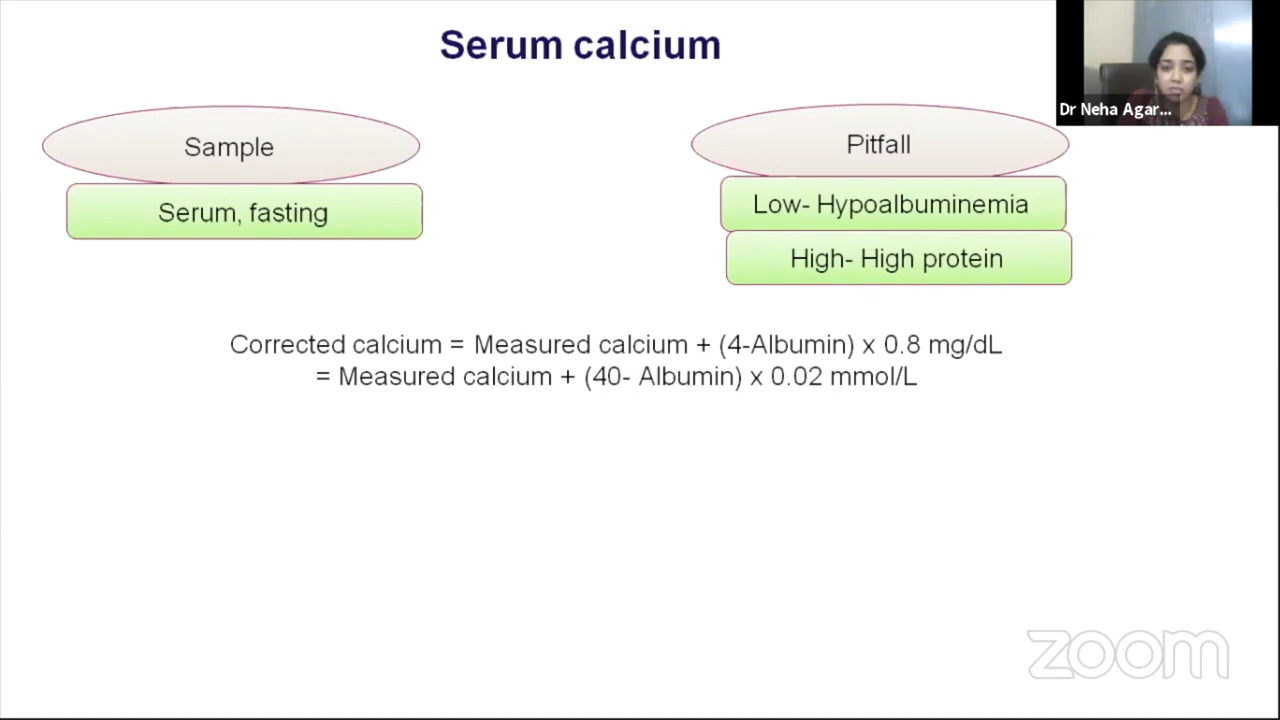 Serum calcium
Dr Neha Agar...
Sample
Serum, fasting
Pitfall
Low- Hypoalbuminemia
High- High protein
Corrected calcium = Measured calcium + (4-Albumin) x 0.8 mg/dL
= Measured calcium + (40- Albumin) x 0.02 mmol/L
zoom